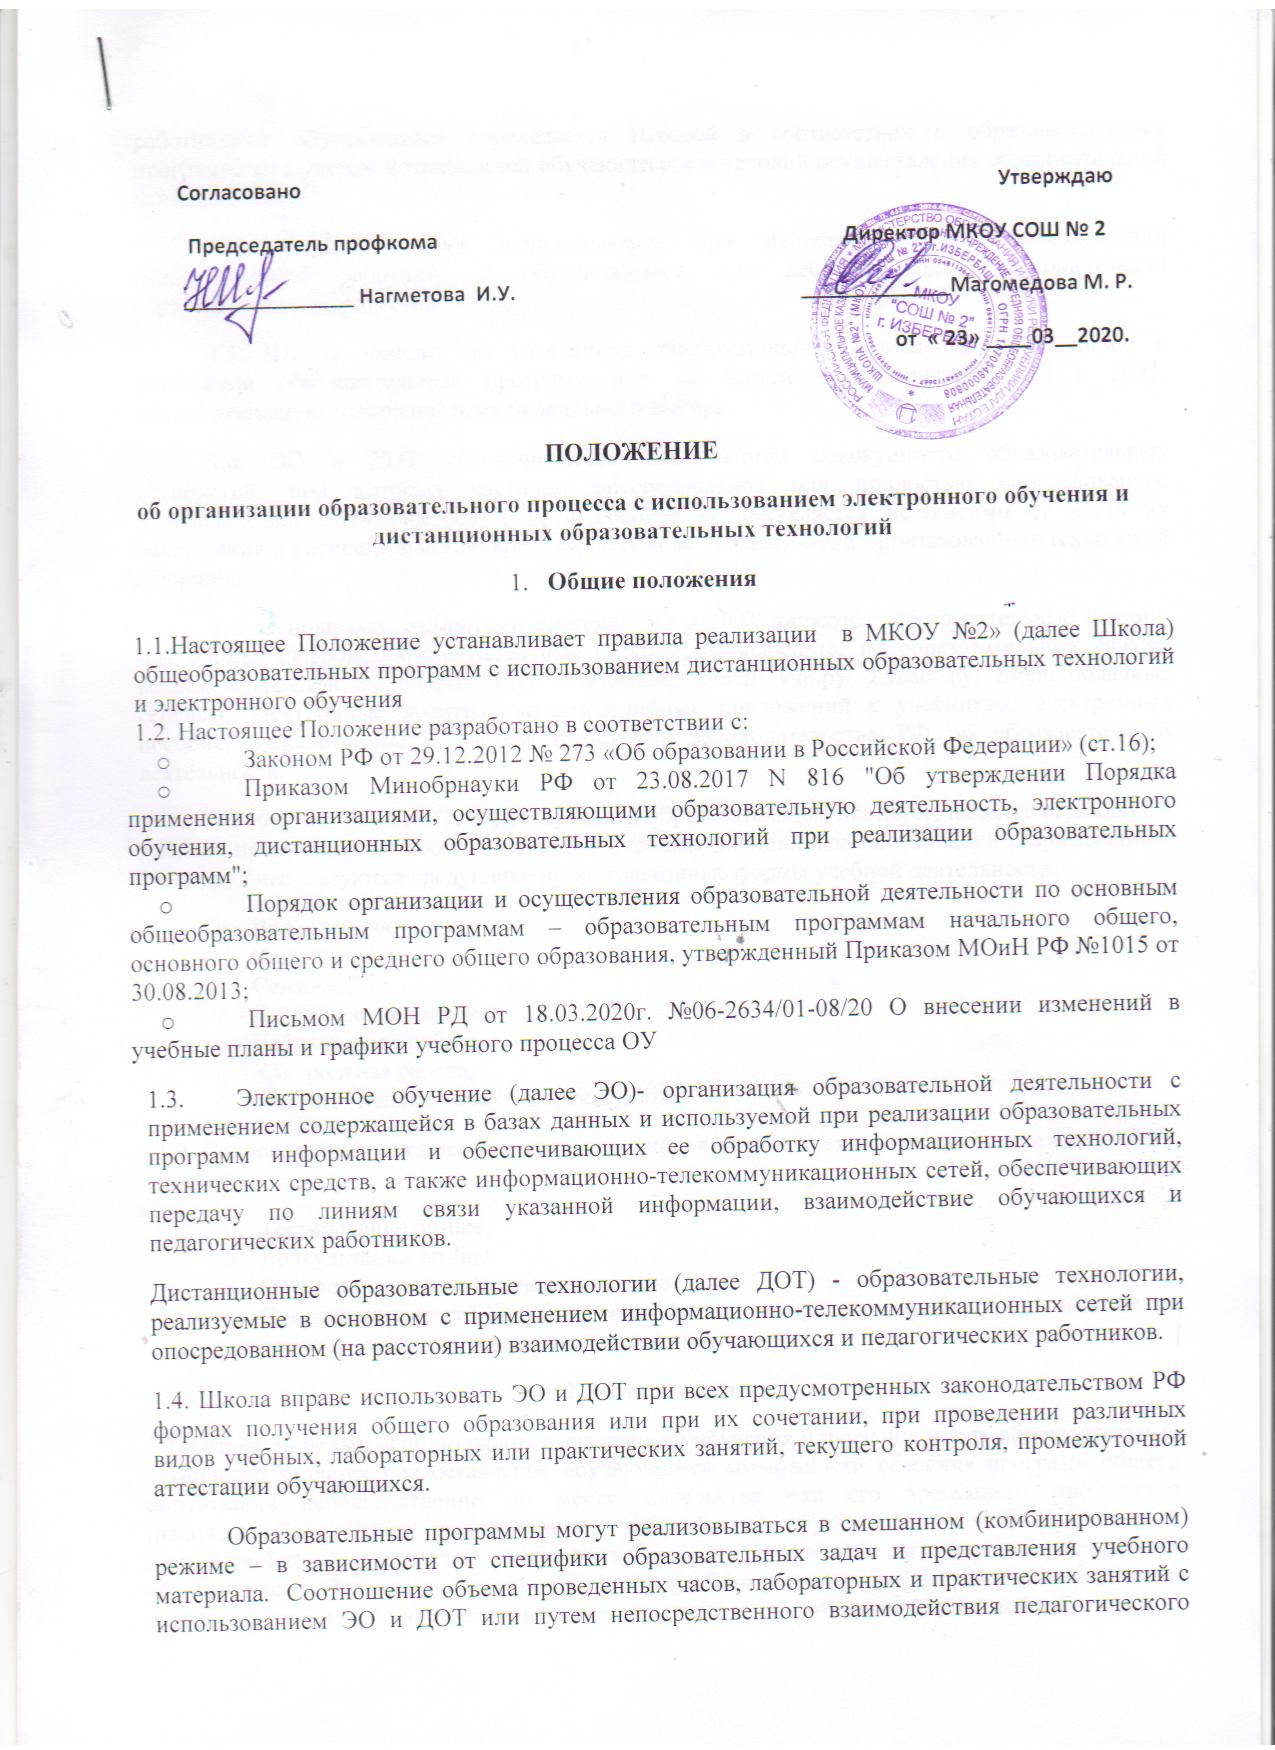 Согласовано
Утверждаю
Председатель профкома
Директор МКОУ СОШ № 2
Нагметова И.У.
Магомедова М. Р.
МКОУ
"СОШ № 2"
г. ИЗБЕРБАШ
от « 23» ____03__2020.
ПОЛОЖЕНИЕ
об организации образовательного процесса с использованием электронного обучения и
дистанционных образовательных технологий
1. Общие положения
1.1.Настоящее Положение устанавливает правила реализации в МКОУ №2» (далее Школа)
общеобразовательных программ с использованием дистанционных образовательных технологий
и электронного обучения
1.2. Настоящее Положение разработано в соответствии с:
○ Законом РФ от 29.12.2012 № 273 «Об образовании в Российской Федерации» (ст.16);
○ Приказом Минобрнауки РФ от 23.08.2017 N 816 "Об утверждении Порядка
применения организациями, осуществляющими образовательную деятельность, электронного
обучения, дистанционных образовательных технологий при реализации образовательных
программ";
○ Порядок организации и осуществления образовательной деятельности по основным
общеобразовательным программам – образовательным программам начального общего,
основного общего и среднего общего образования, утвержденный Приказом МОиН РФ №1015 от
30.08.2013;
○ Письмом МОН РД от 18.03.2020г. №06-2634/01-08/20 О внесении изменений в
учебные планы и графики учебного процесса ОУ
1.3. Электронное обучение (далее ЭО)- организация образовательной деятельности с
применением содержащейся в базах данных и используемой при реализации образовательных
программ информации и обеспечивающих ее обработку информационных технологий,
технических средств, а также информационно-телекоммуникационных сетей, обеспечивающих
передачу по линиям связи указанной информации, взаимодействие обучающихся и
педагогических работников.
Дистанционные образовательные технологии (далее ДОТ) - образовательные технологии,
реализуемые в основном с применением информационно-телекоммуникационных сетей при
опосредованном (на расстоянии) взаимодействии обучающихся и педагогических работников.
1.4. Школа вправе использовать ЭО и ДОТ при всех предусмотренных законодательством РФ
формах получения общего образования или при их сочетании, при проведении различных
видов учебных, лабораторных или практических занятий, текущего контроля, промежуточной
аттестации обучающихся.
Образовательные программы могут реализовываться в смешанном (комбинированном)
режиме – в зависимости от специфики образовательных задач и представления учебного
материала. Соотношение объема проведенных часов, лабораторных и практических занятий с
использованием ЭО и ДОТ или путем непосредственного взаимодействия педагогического